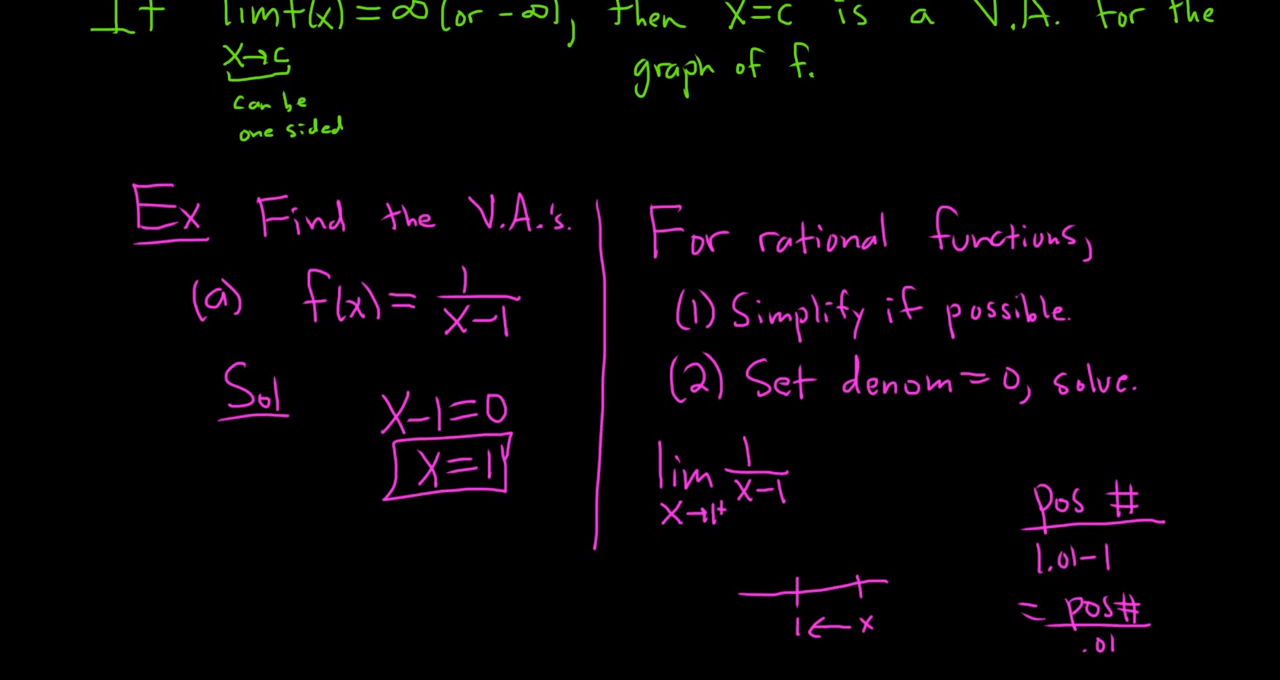 If lim f(x) = ∞ (or -∞), then x=c is a V.A. for the
x→c graph of f.
can be
one sided
Ex Find the V.A.'s.
(a) f(x) = 1/(x-1)
Sol x-1=0
x=1
For rational functions,
(1) Simplify if possible.
(2) Set denom = 0, solve.
lim 1/(x-1)
x→1⁺
1 ← x
pos #
1.01-1
= pos#
.01